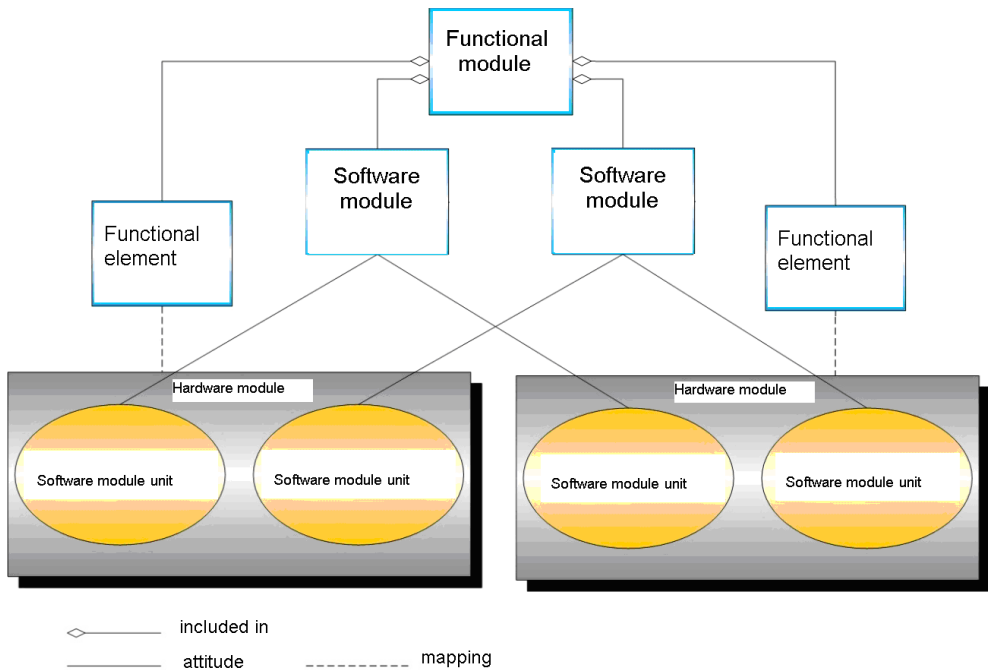 Functional
module
Software
module
Software
module
Functional
element
Functional
element
Hardware module
Hardware module
Software module unit
Software module unit
Software module unit
Software module unit
included in
attitude
mapping